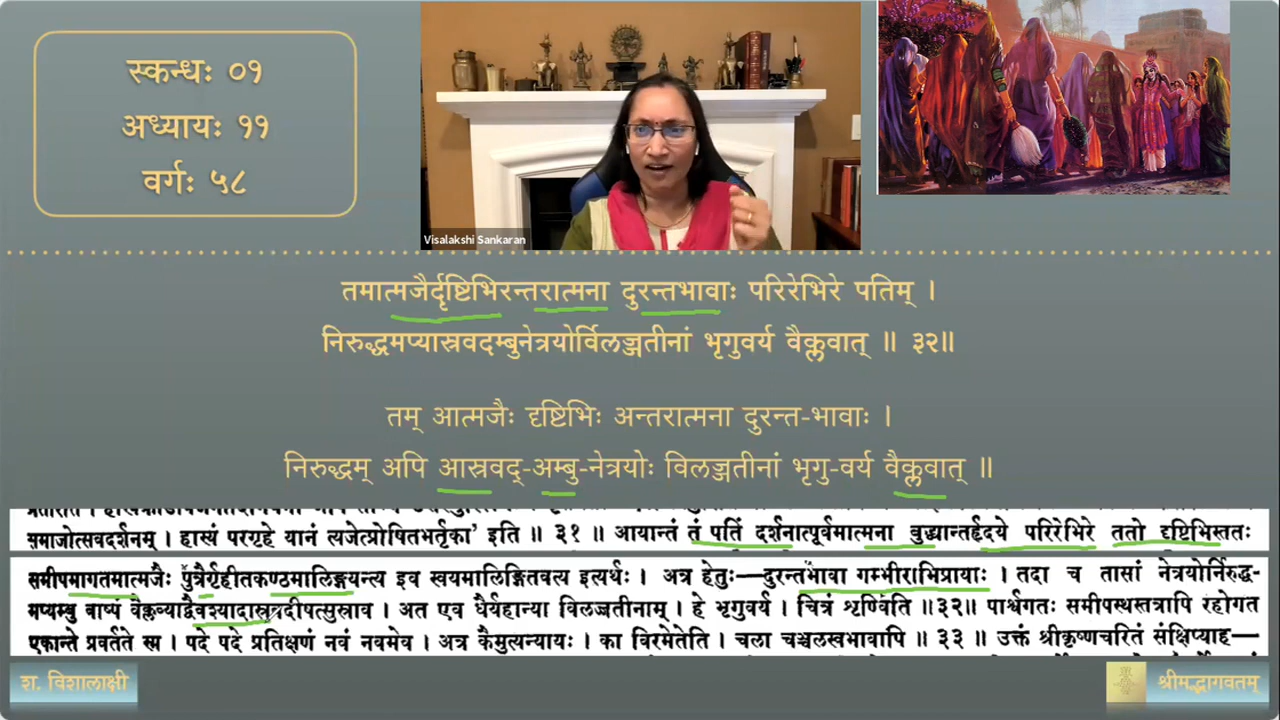 स्कन्धः ०१
अध्यायः ११
वर्गः ५८
Visalakshi Sankaran
तमात्मजैर्दृष्टिभिरन्तरात्मना दुरन्तभावाः परिरेभिरे पतिम् ।
निरुद्धमप्यास्रवदम्बुनेत्रयोर्विलज्जतीनां भृगुवर्य वैक्लवात् ॥ ३२॥
तम् आत्मजैः दृष्टिभिः अन्तरात्मना दुरन्त-भावाः ।
निरुद्धम् अपि आस्रवद्-अम्बु-नेत्रयोः विलज्जतीनां भृगु-वर्य वैक्लवात् ॥
समाजोत्सवदर्शनम् । हास्यं परगृहे यानं त्यजेत्प्रोषितभर्तृका’ इति ॥ ३१ ॥ आयान्तं तं पतिं दर्शनात्पूर्वमात्मना बुद्ध्यान्तर्हृदये परिरेभिरे ततो दृष्टिभिस्ततः
समीपमागतमात्मजैः पुत्रैर्गृहीतकण्ठमालिङ्गयन्त्य इव स्वयमालिङ्गितवत्य इत्यर्थः । अत्र हेतुः—दुरन्तभावा गम्भीराभिप्रायाः । तदा च तासां नेत्रयोर्निरुद्ध-
मप्यम्बु बाष्पं वैक्लव्याद्वैवश्यादास्रवदीषत्सुस्राव । अत एव धैर्यहान्या विलज्जतीनाम् । हे भृगुवर्य । चित्रं शृण्विति ॥३२॥ पार्श्वगतः समीपस्थस्तत्रापि रहोगत
एकान्ते प्रवर्तते स्म । पदे पदे प्रतिक्षणं नवं नवमेव । अत्र कैमुत्यन्यायः । का विरमेतेति । चला चञ्चलस्वभावापि ॥ ३३ ॥ उक्तं श्रीकृष्णचरितं संक्षिप्याह—
श. विशालाक्षी
श्रीमद्भागवतम्